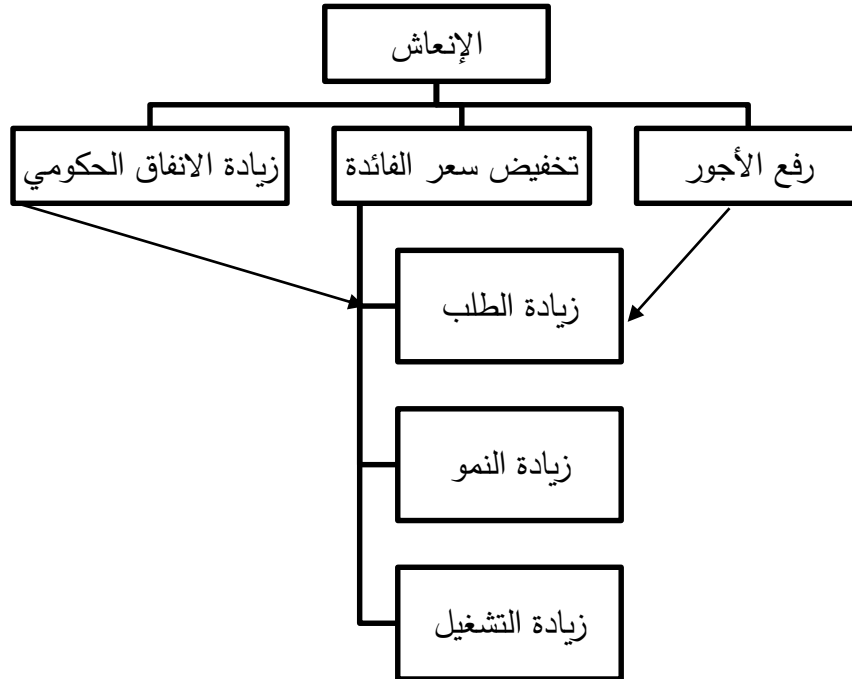 الإنعاش
رفع الأجور
تخفيض سعر الفائدة
زيادة الانفاق الحكومي
زيادة الطلب
زيادة النمو
زيادة التشغيل